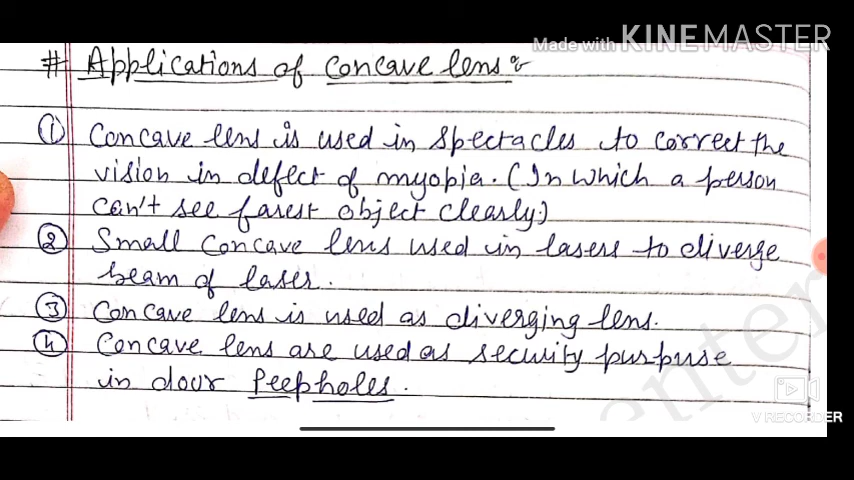 Made with KINEMASTER
# Applications of Concave lens :-
① Concave lens is used in spectacles to correct the
vision in defect of myopia. (In which a person
can't see farest object clearly.)
② Small Concave lens used in lasers to diverge
beam of laser.
③ Concave lens is used as diverging lens.
④ Concave lens are used as security purpuse
in dour Peepholes.
V RECORDER